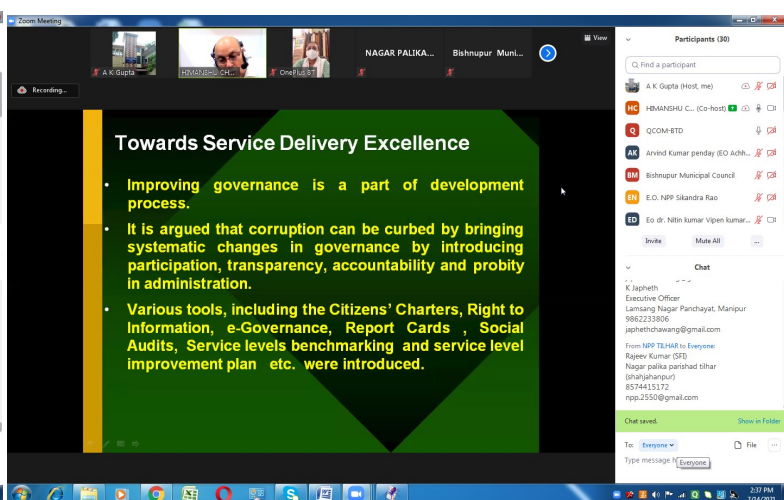 Zoom Meeting
View
A K Gupta
HIMANSHU CH...
OnePlus 8T
NAGAR PALIKA...
Bishnupur Muni...
Recording...
Towards Service Delivery Excellence
• Improving governance is a part of development
process.
• It is argued that corruption can be curbed by bringing
systematic changes in governance by introducing
participation, transparency, accountability and probity
in administration.
• Various tools, including the Citizens' Charters, Right to
Information, e-Governance, Report Cards , Social
Audits, Service levels benchmarking and service level
improvement plan etc. were introduced.
Participants (30)
Find a participant
A K Gupta (Host, me)
HC HIMANSHU C... (Co-host)
Q QCOM-BTD
AK Arvind Kumar penday (EO Achh...
BM Bishnupur Municipal Council
EN E.O. NPP Sikandra Rao
ED Eo dr. Nitin kumar Vipen kumar...
Invite Mute All ...
Chat
K Japheth
Executive Officer
Lamsang Nagar Panchayat, Manipur
9862233806
japhethchawang@gmail.com
From NPP TILHAR to Everyone:
Rajeev Kumar (SFI)
Nagar palika parishad tilhar
(shahjahanpur)
8574415172
npp.2550@gmail.com
Chat saved. Show in Folder
To: Everyone File ...
Type message h
Everyone
2:37 PM